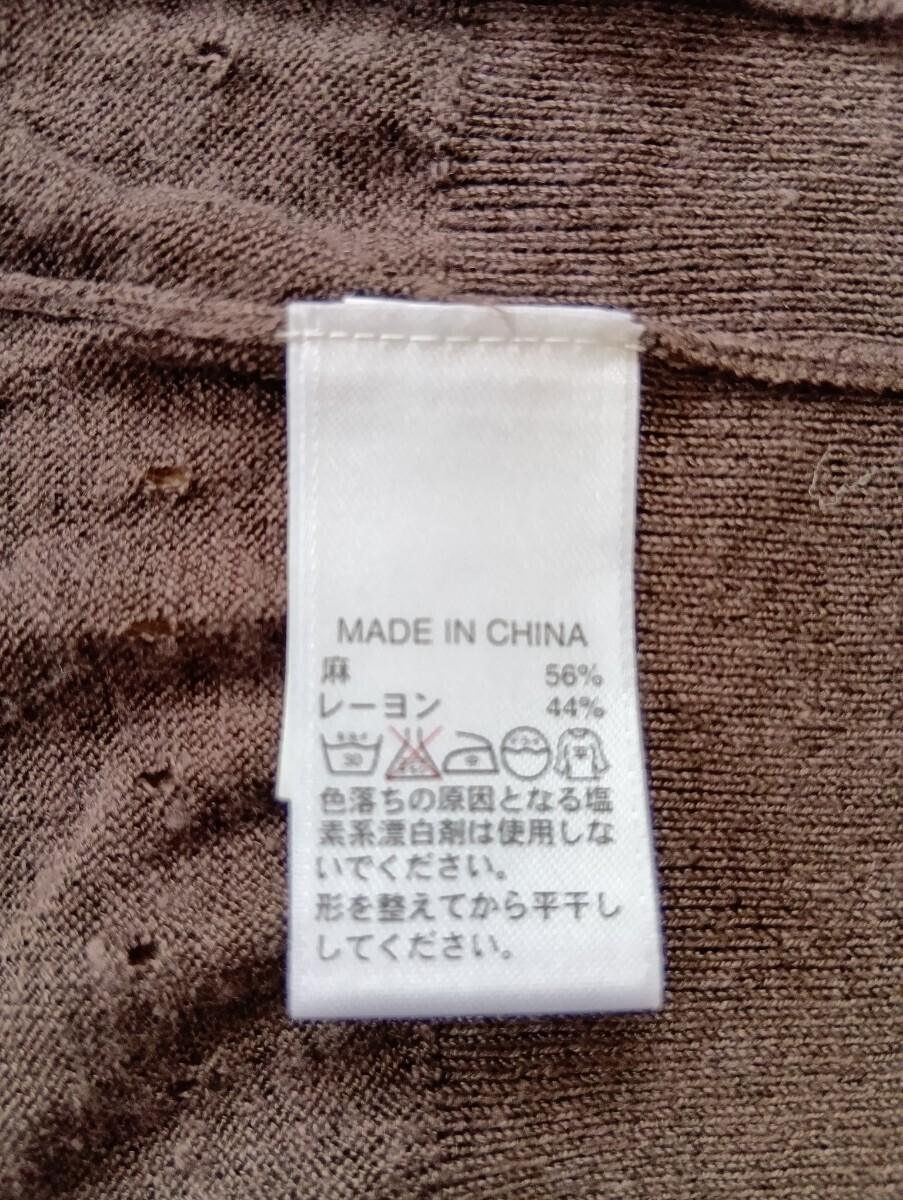 MADE IN CHINA
麻 56%
レーヨン 44%
30 中
色落ちの原因となる塩
素系漂白剤は使用しな
いでください。
形を整えてから平干し
してください。